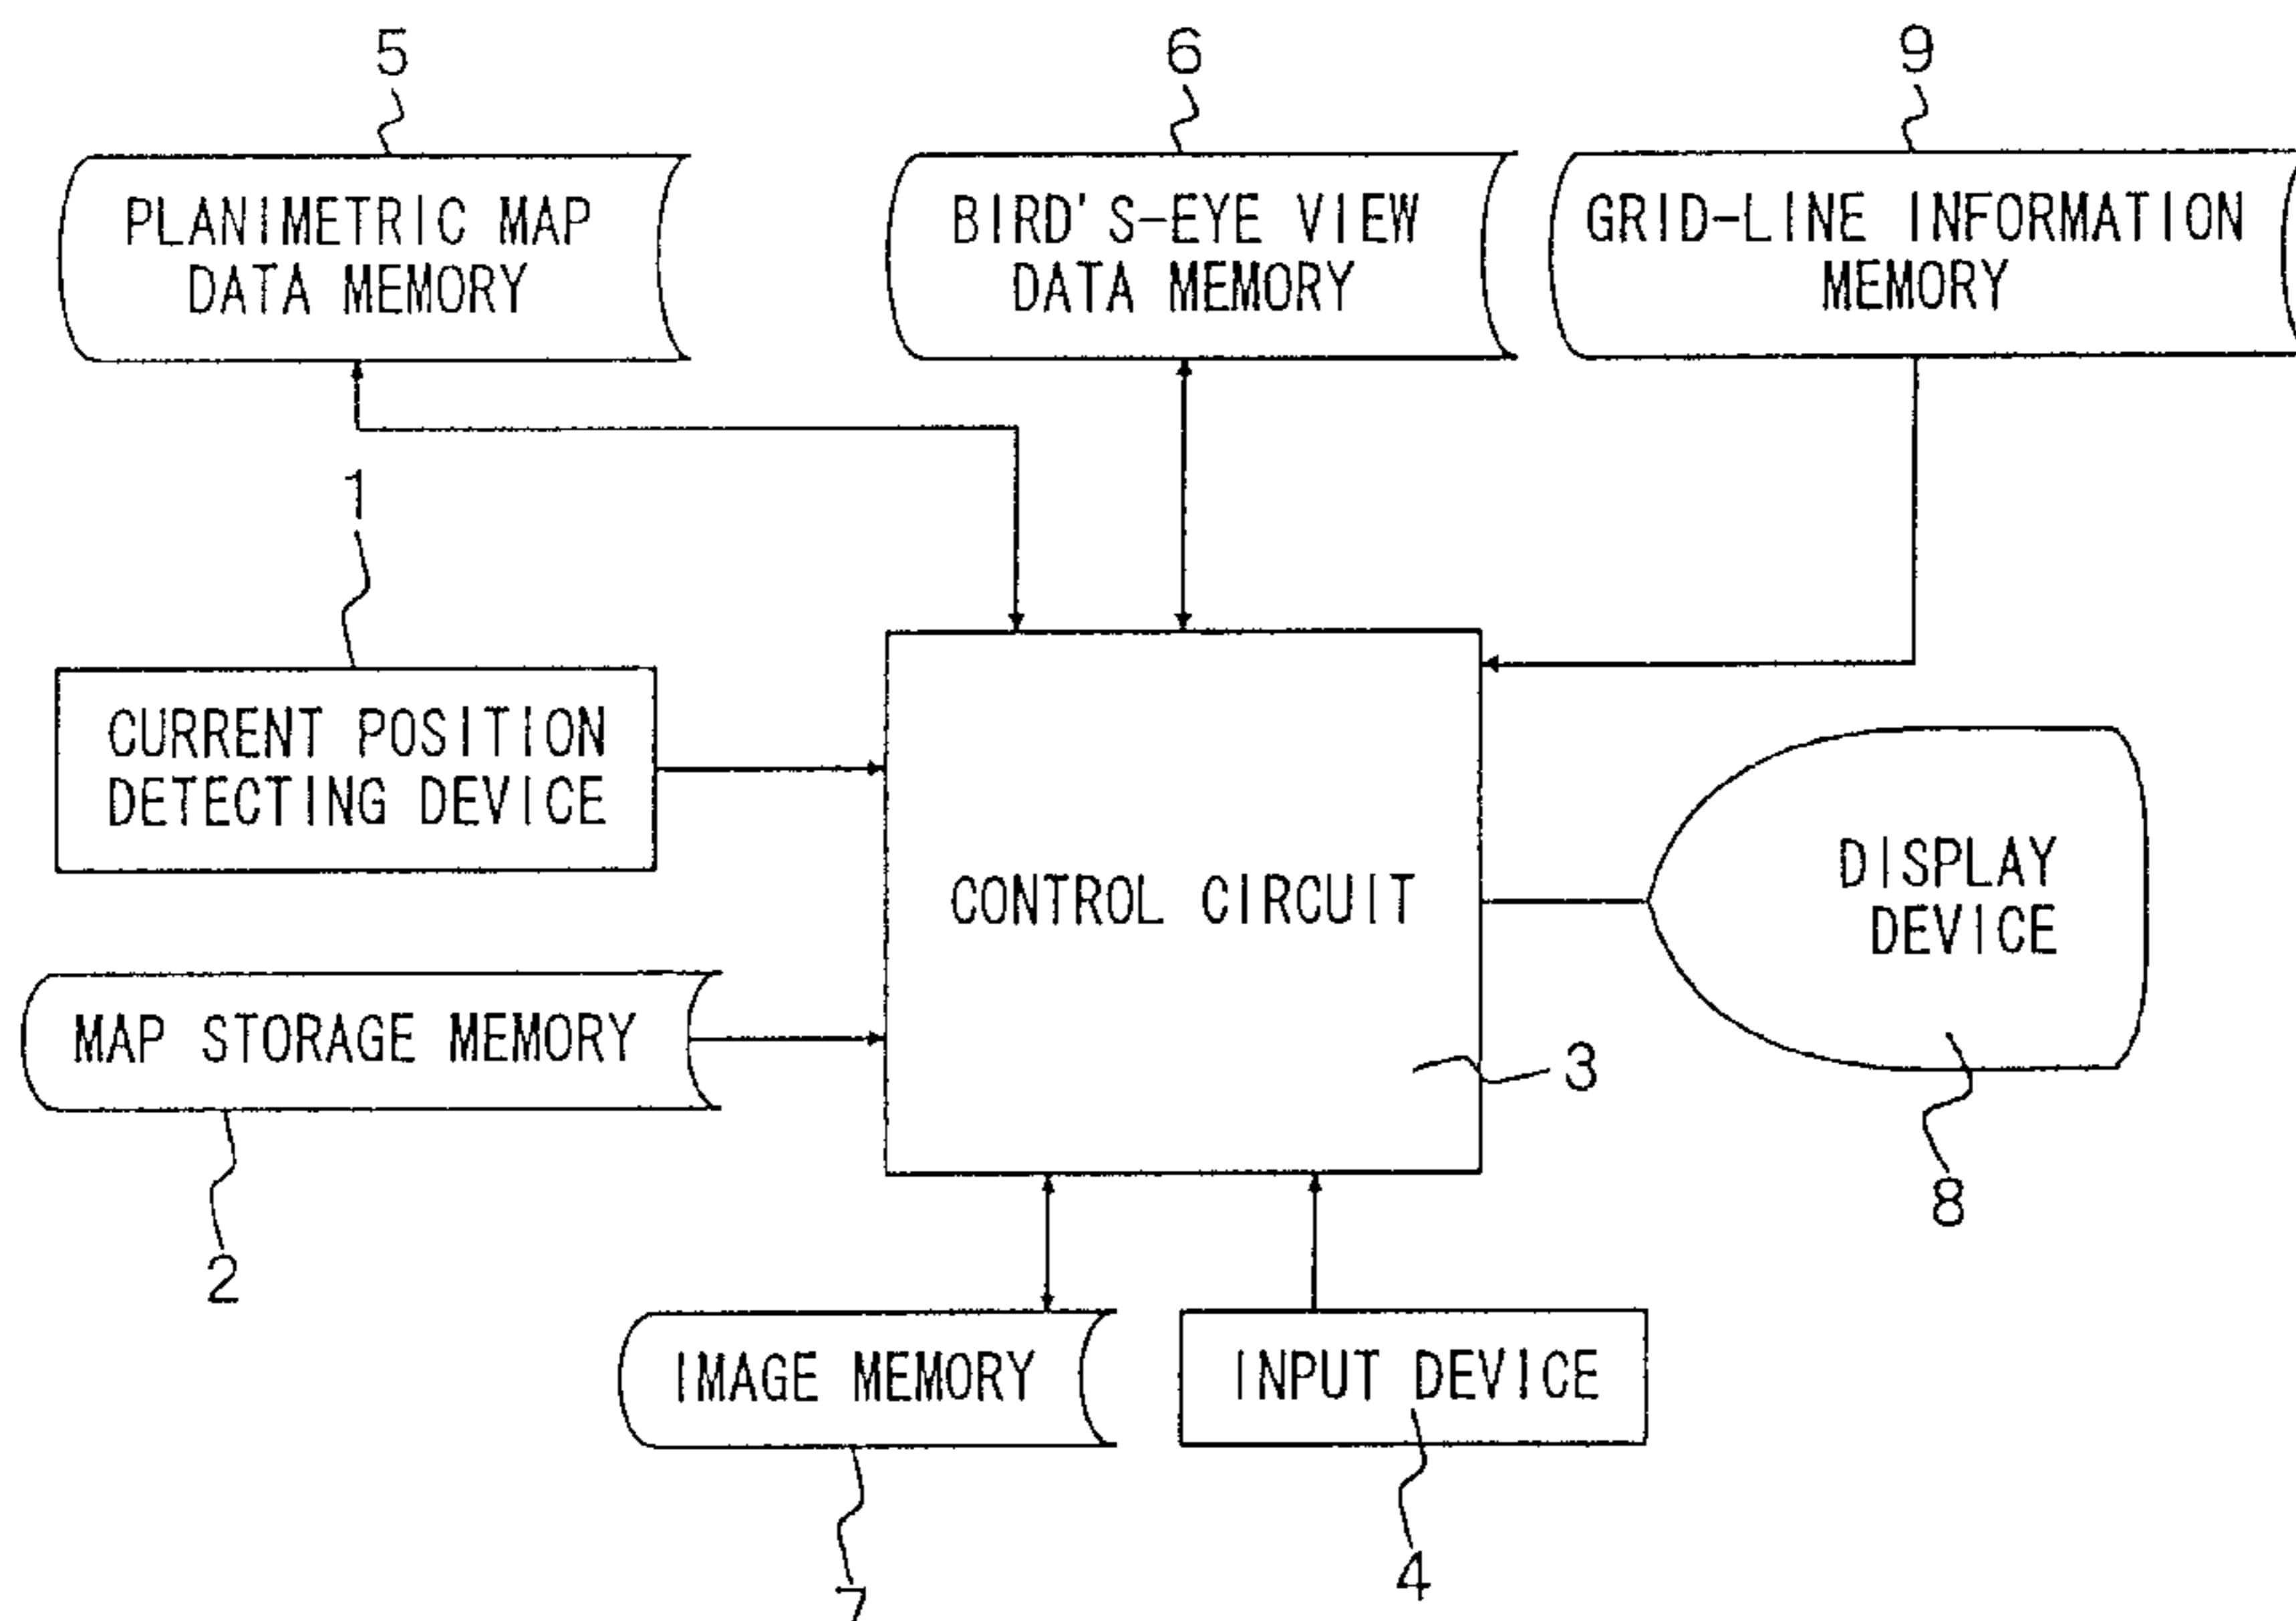 5
6
9
PLANIMETRIC MAP
DATA MEMORY
BIRD'S-EYE VIEW
DATA MEMORY
GRID-LINE INFORMATION
MEMORY
1
CURRENT POSITION
DETECTING DEVICE
CONTROL CIRCUIT
DISPLAY
DEVICE
MAP STORAGE MEMORY
3
8
2
IMAGE MEMORY
INPUT DEVICE
7
4